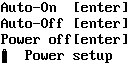 Auto-On [enter]
Auto-Off [enter]
Power off[enter]
Power setup